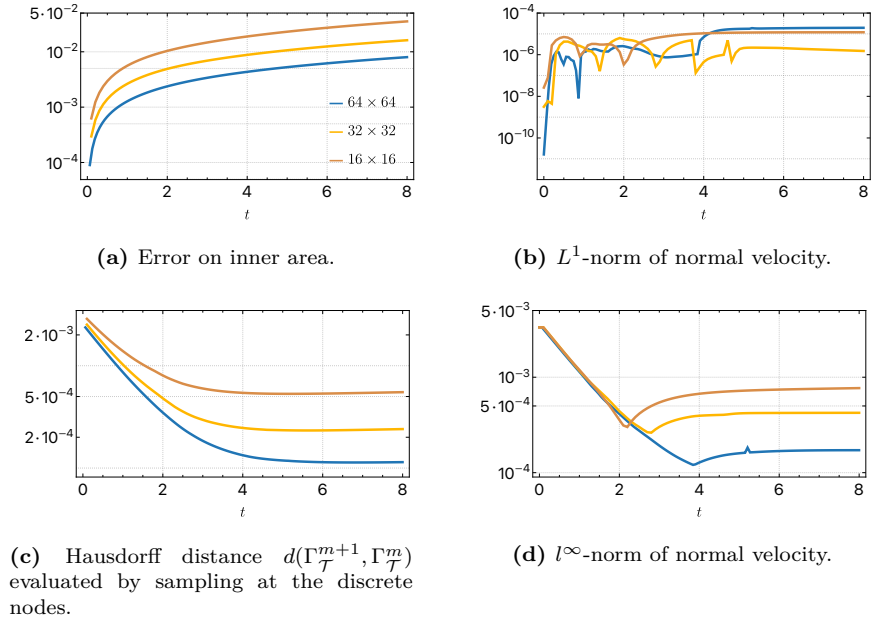 5·10⁻²
10⁻²
10⁻³
10⁻⁴
64 × 64
32 × 32
16 × 16
0 2 4 6 8
t
(a) Error on inner area.
10⁻⁴
10⁻⁶
10⁻⁸
10⁻¹⁰
0 2 4 6 8
t
(b) L¹-norm of normal velocity.
2·10⁻³
5·10⁻⁴
2·10⁻⁴
0 2 4 6 8
t
(c) Hausdorff distance d(Γ_𝒯^{m+1}, Γ_𝒯^m)
evaluated by sampling at the discrete
nodes.
5·10⁻³
10⁻³
5·10⁻⁴
10⁻⁴
0 2 4 6 8
t
(d) l^∞-norm of normal velocity.